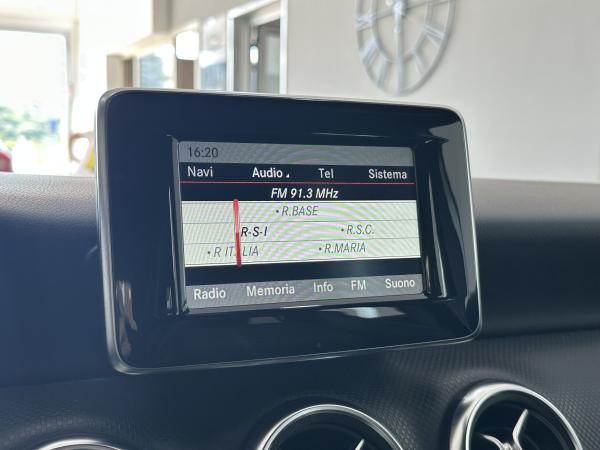 16:20
Navi Audio Tel Sistema
FM 91.3 MHz
• R.BASE
R-S-I • R.S.C.
• R ITALIA • R.MARIA
Radio Memoria Info FM Suono